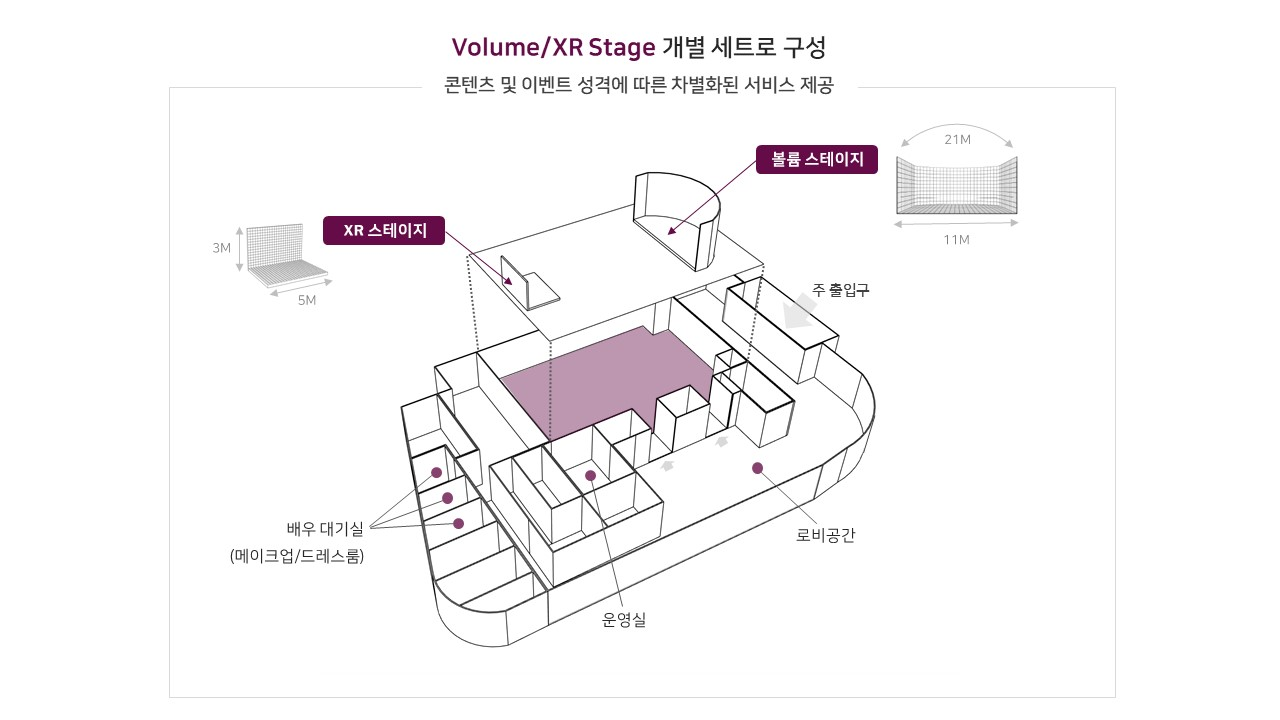 Volume/XR Stage 개별 세트로 구성
콘텐츠 및 이벤트 성격에 따른 차별화된 서비스 제공
21M
볼륨 스테이지
11M
XR 스테이지
3M
5M
주 출입구
배우 대기실
(메이크업/드레스룸)
로비공간
운영실